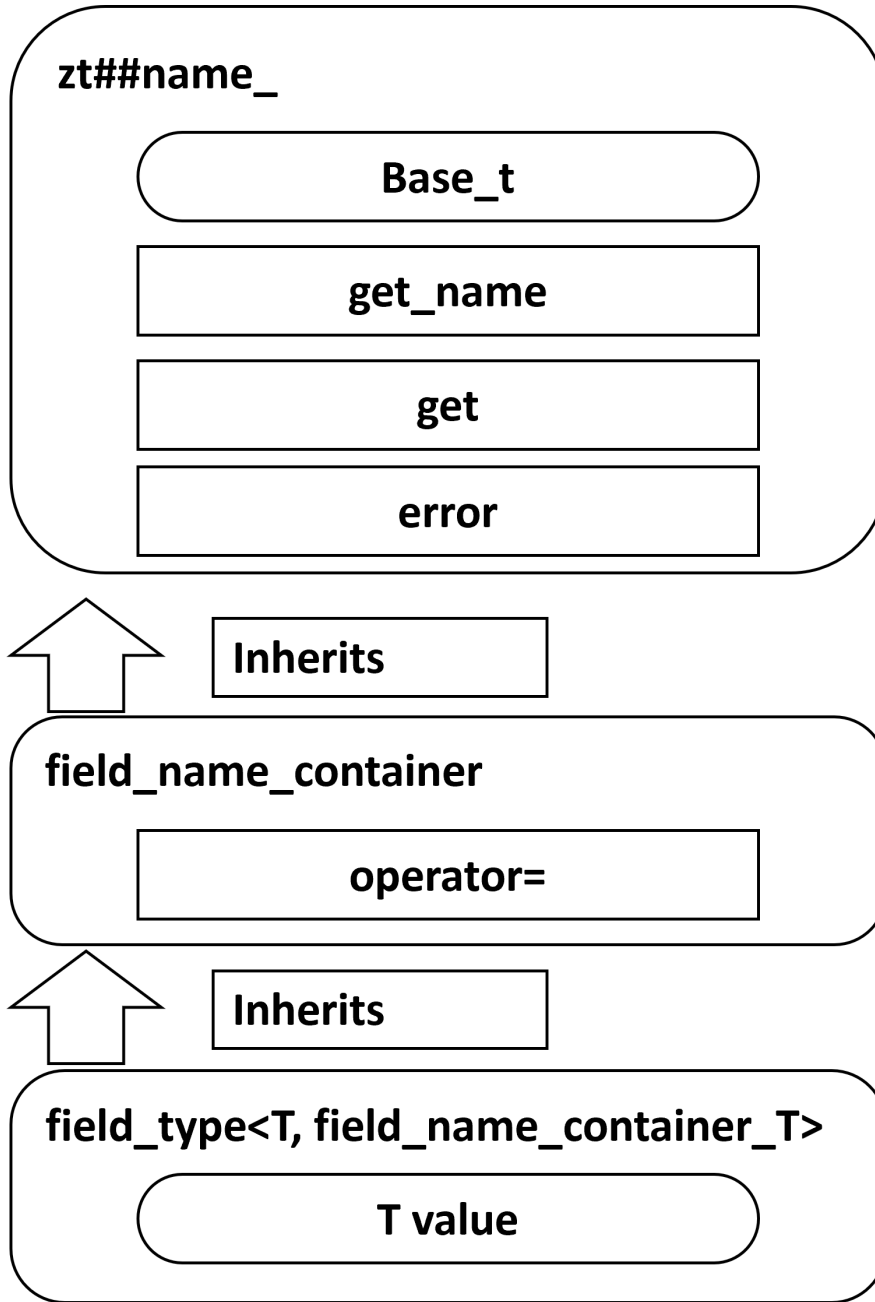 zt##name_
Base_t
get_name
get
error
Inherits
field_name_container
operator=
Inherits
field_type<T, field_name_container_T>
T value